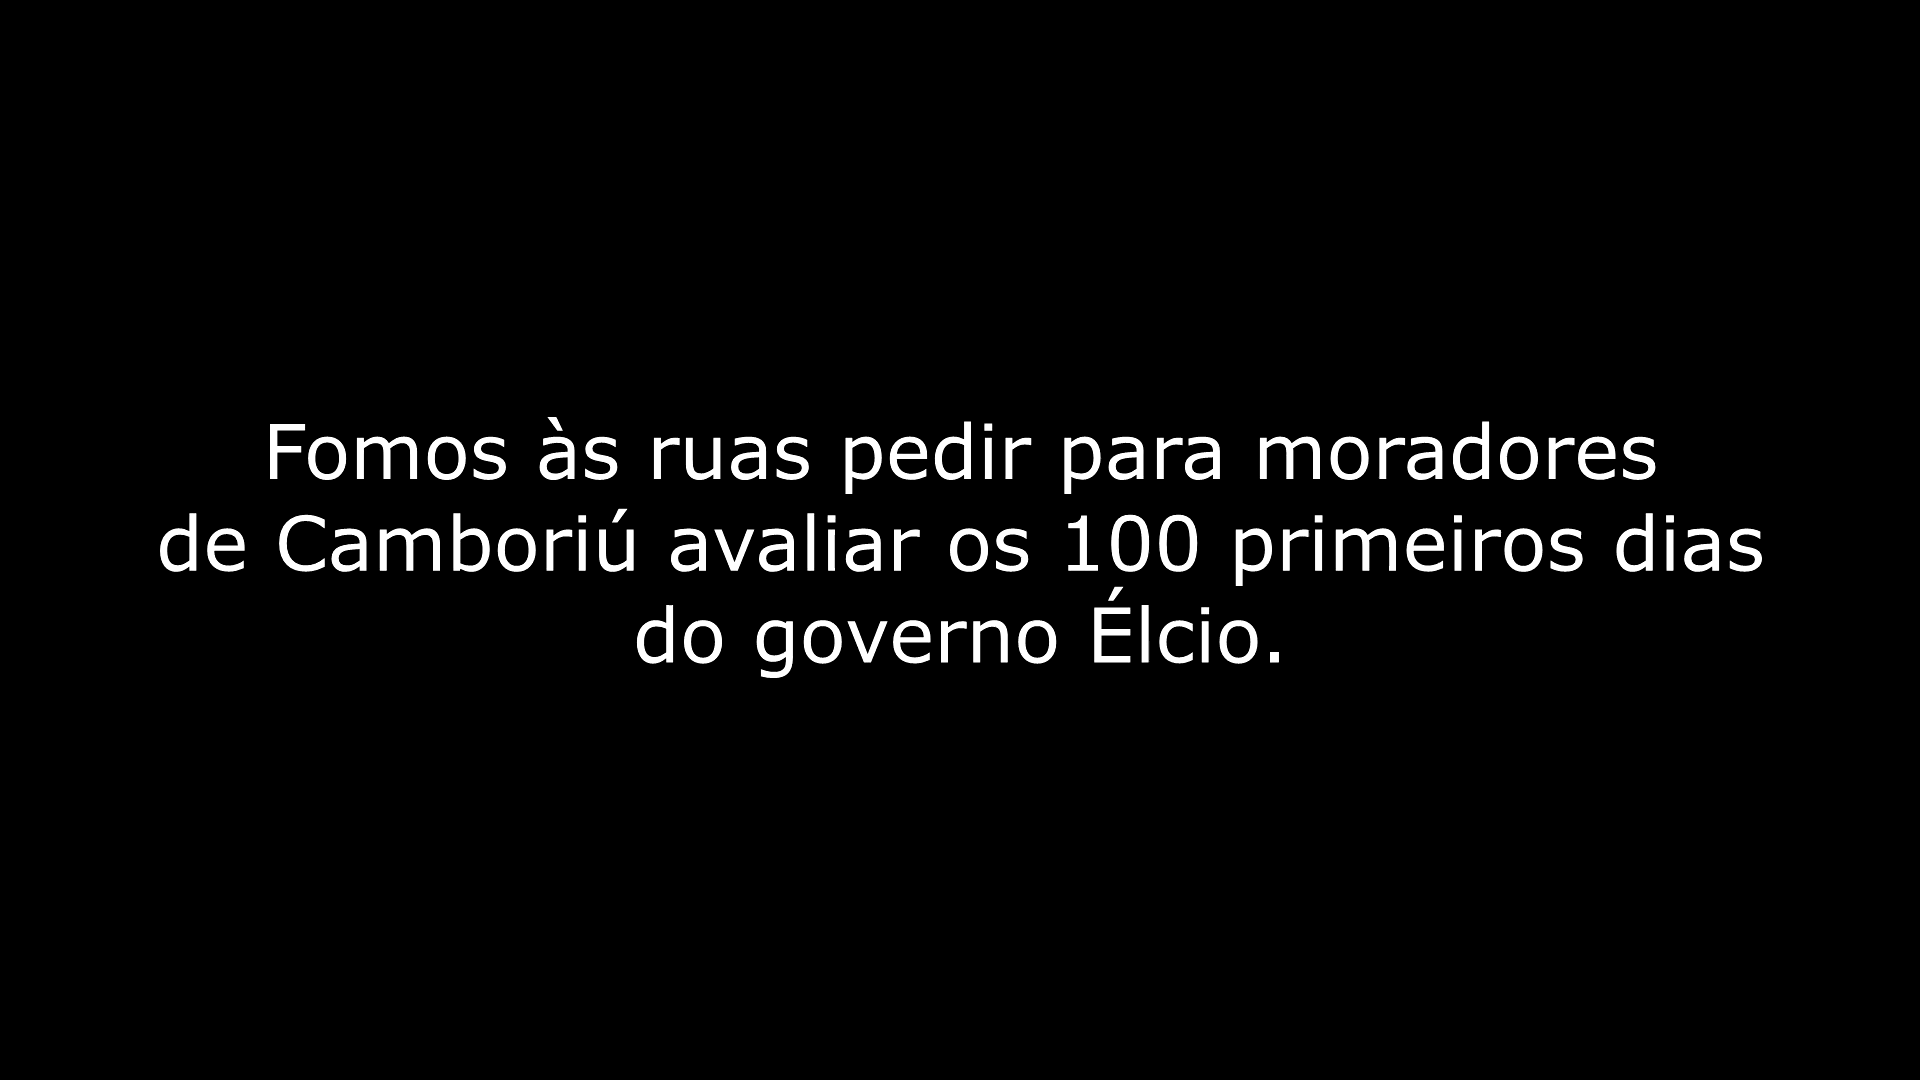 Fomos às ruas pedir para moradores
de Camboriú avaliar os 100 primeiros dias
do governo Élcio.